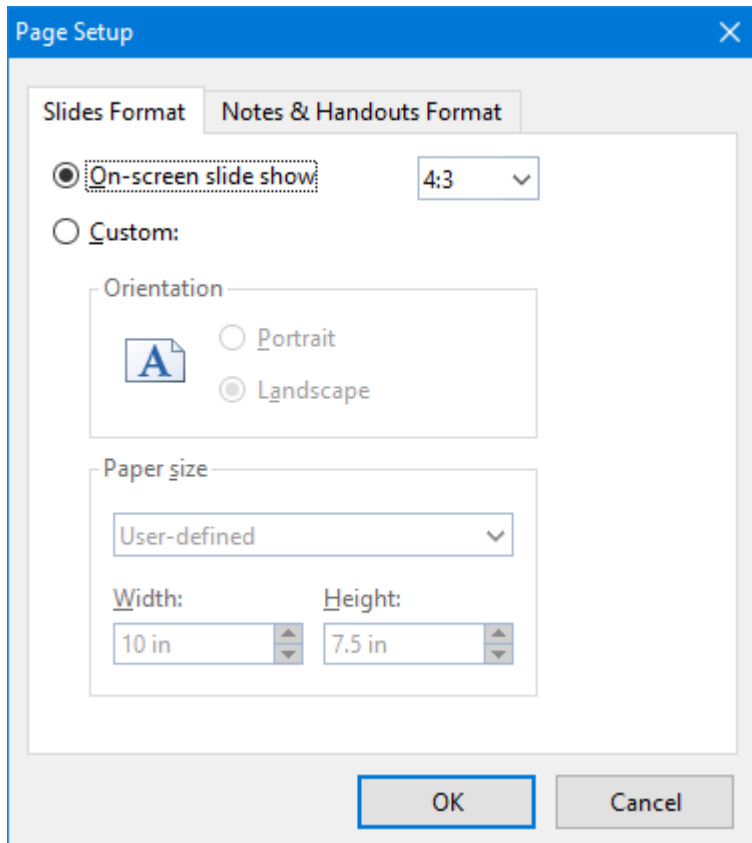 Page Setup
Slides Format Notes & Handouts Format
On-screen slide show 4:3
Custom:
Orientation
A Portrait
Landscape
Paper size
User-defined
Width: Height:
10 in 7.5 in
OK Cancel